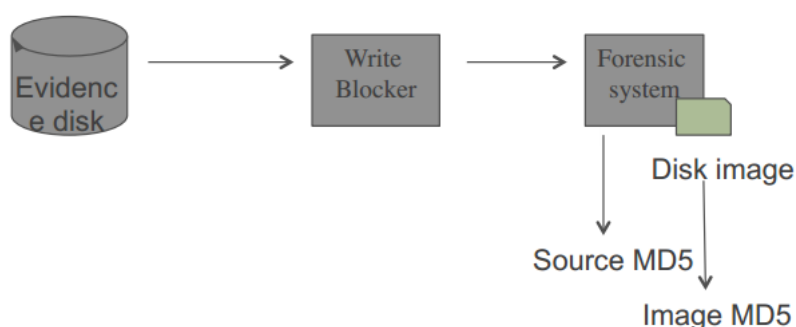 Evidenc
e disk
Write
Blocker
Forensic
system
Disk image
Source MD5
Image MD5